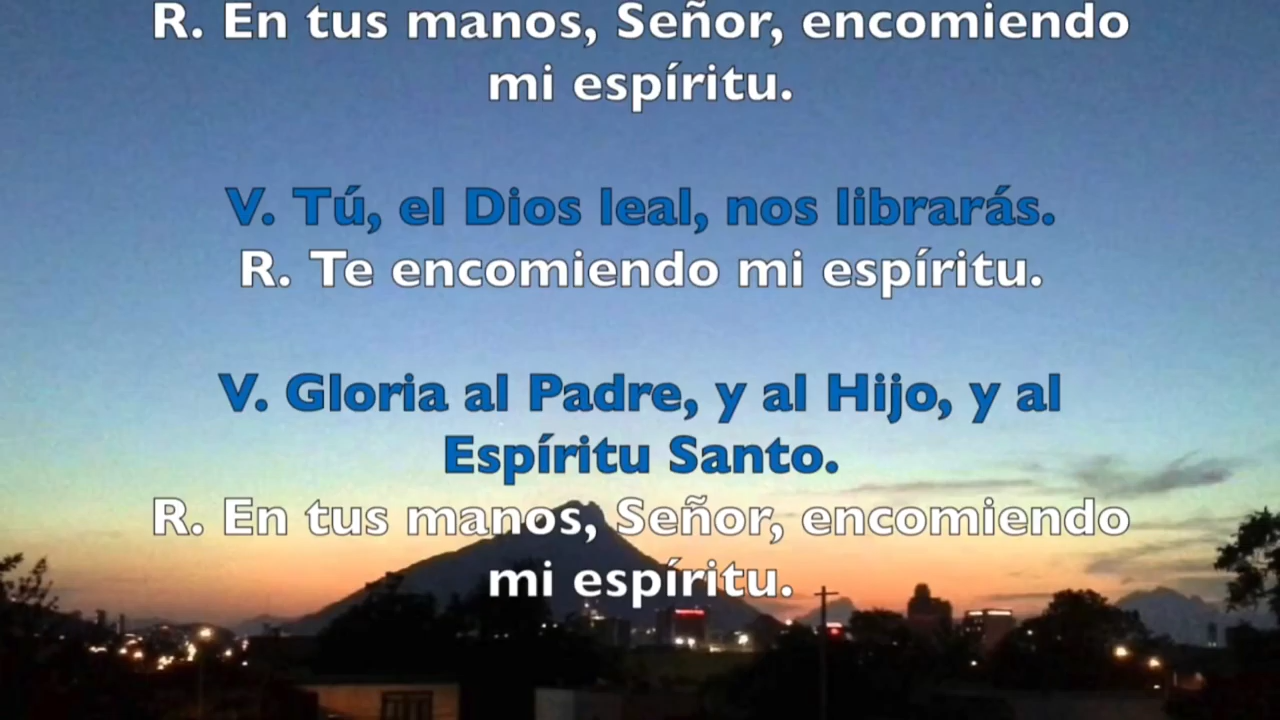 R. En tus manos, Señor, encomiendo
mi espíritu.
V. Tú, el Dios leal, nos librarás.
R. Te encomiendo mi espíritu.
V. Gloria al Padre, y al Hijo, y al
Espíritu Santo.
R. En tus manos, Señor, encomiendo
mi espíritu.